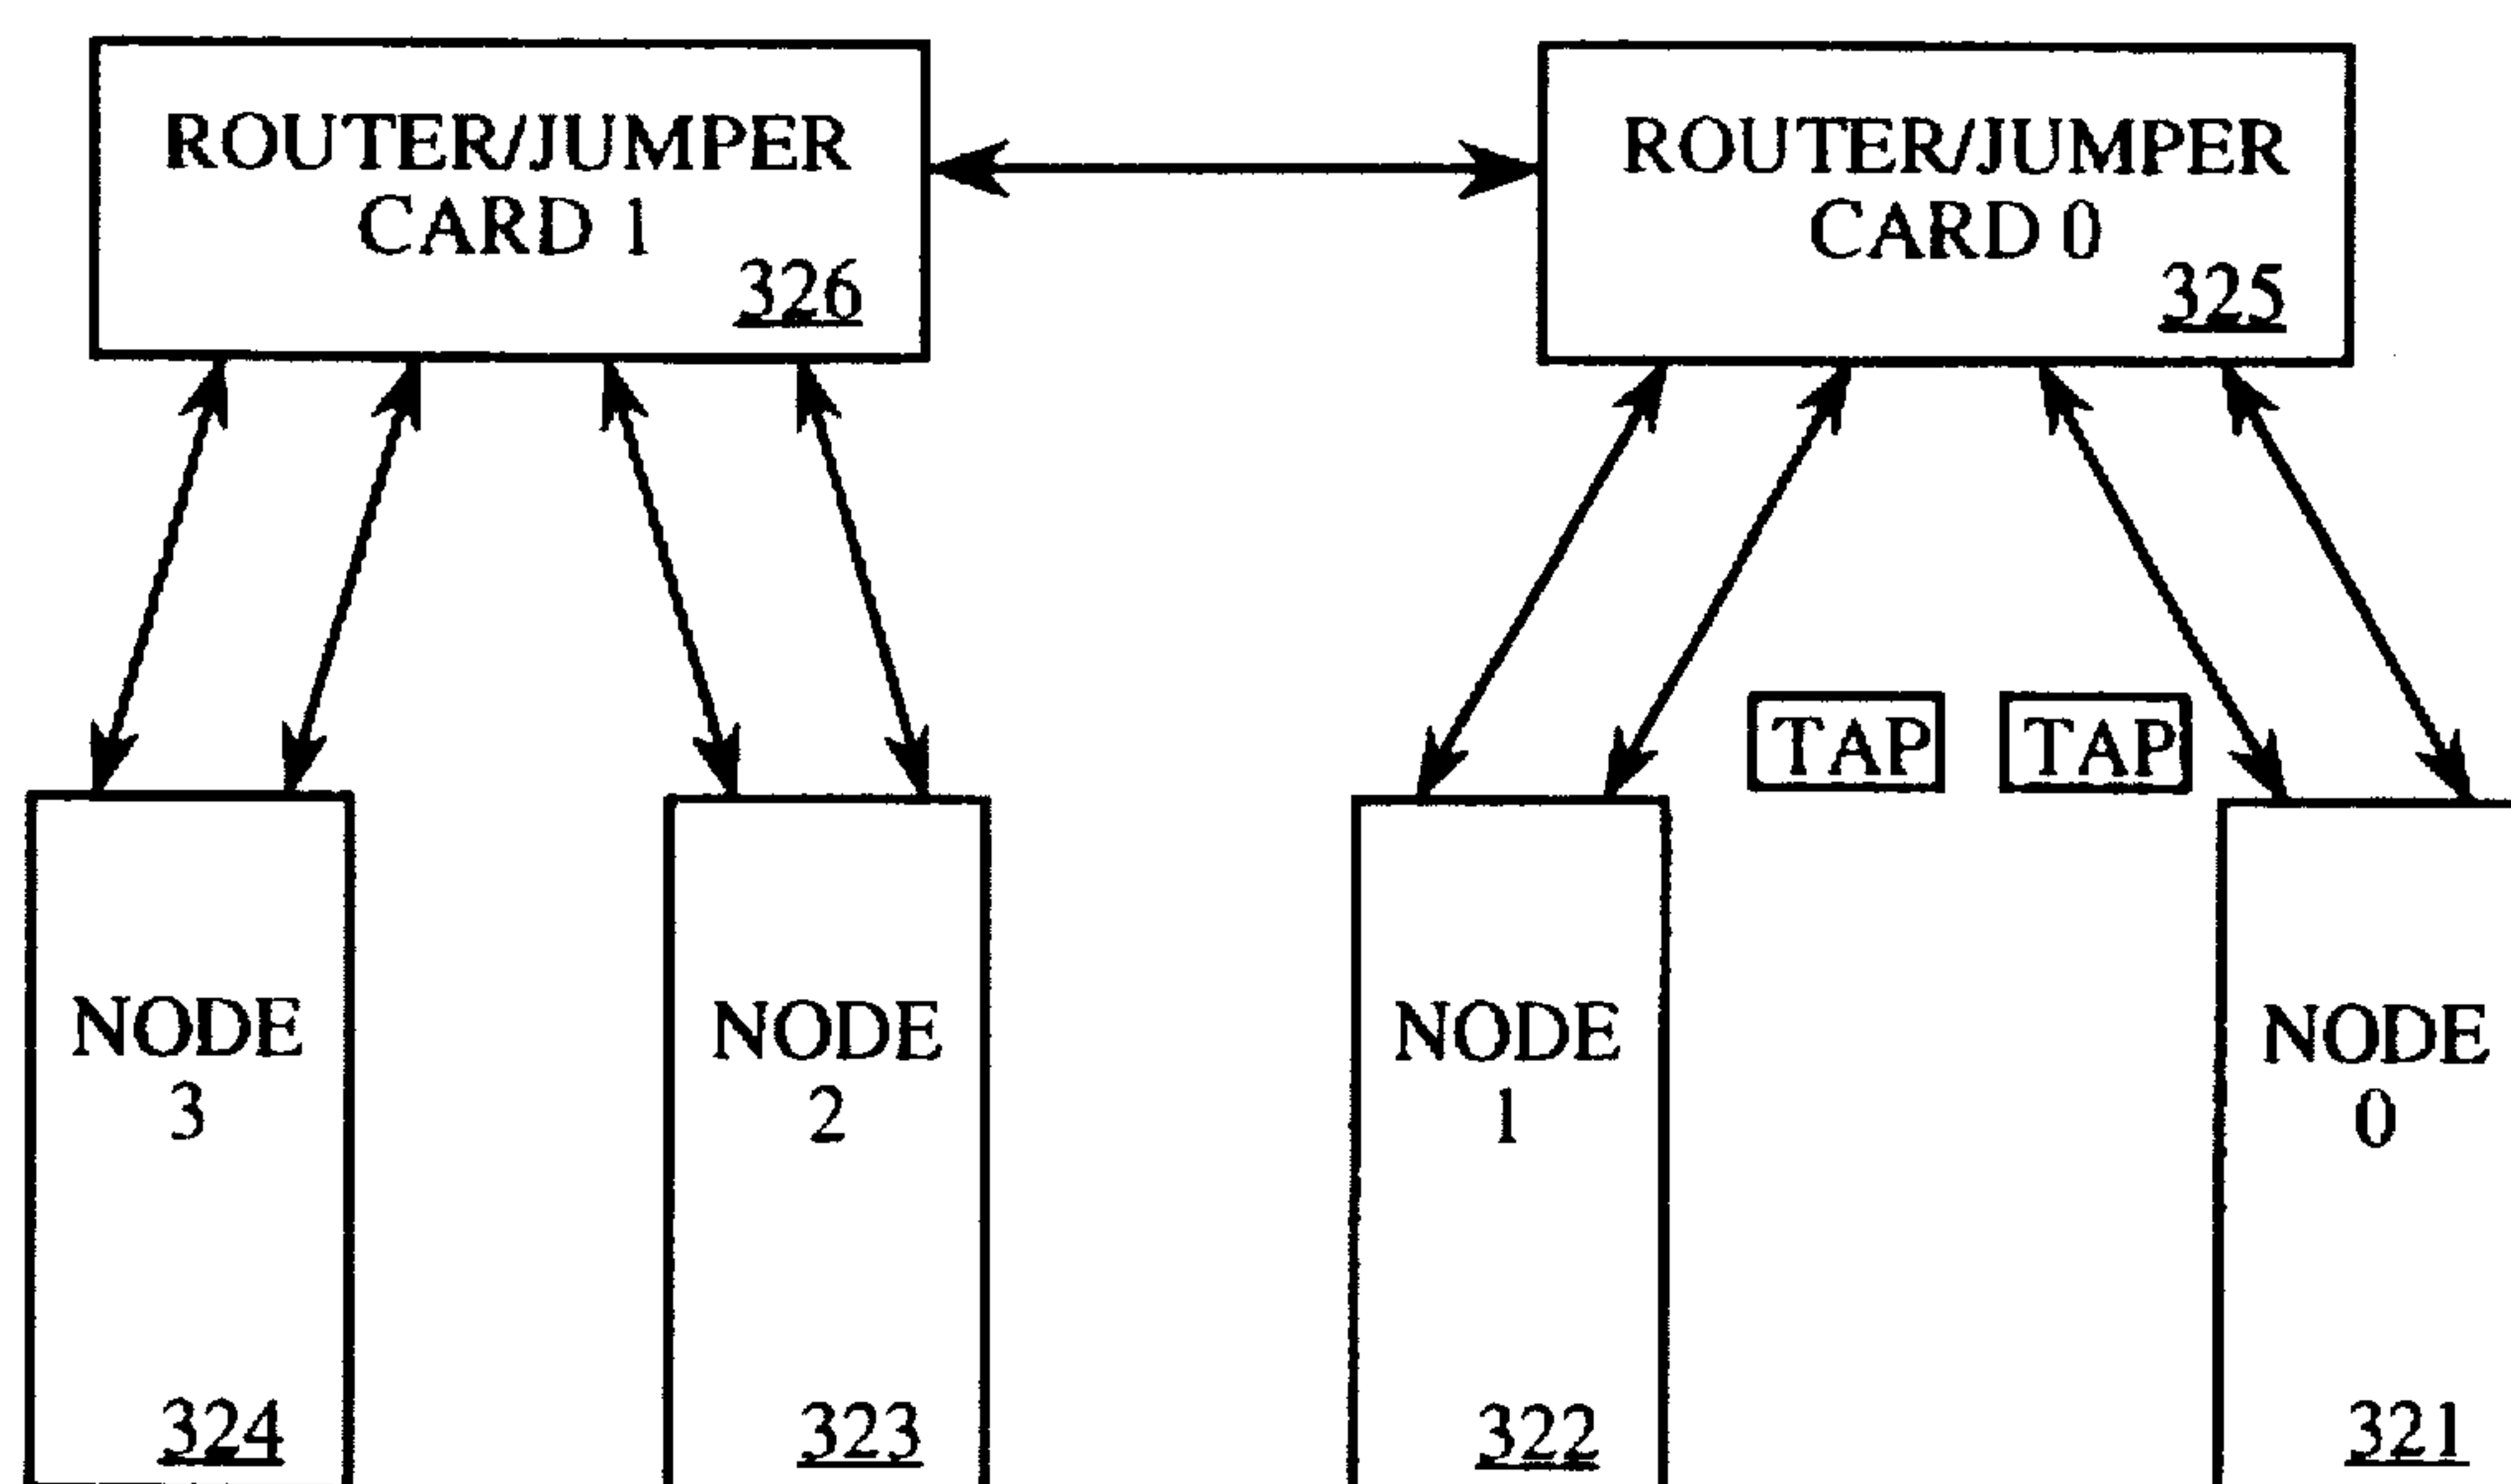 ROUTER/JUMPER
CARD 1
326
ROUTER/JUMPER
CARD 0
325
TAP
TAP
NODE
3
324
NODE
2
323
NODE
1
322
NODE
0
321